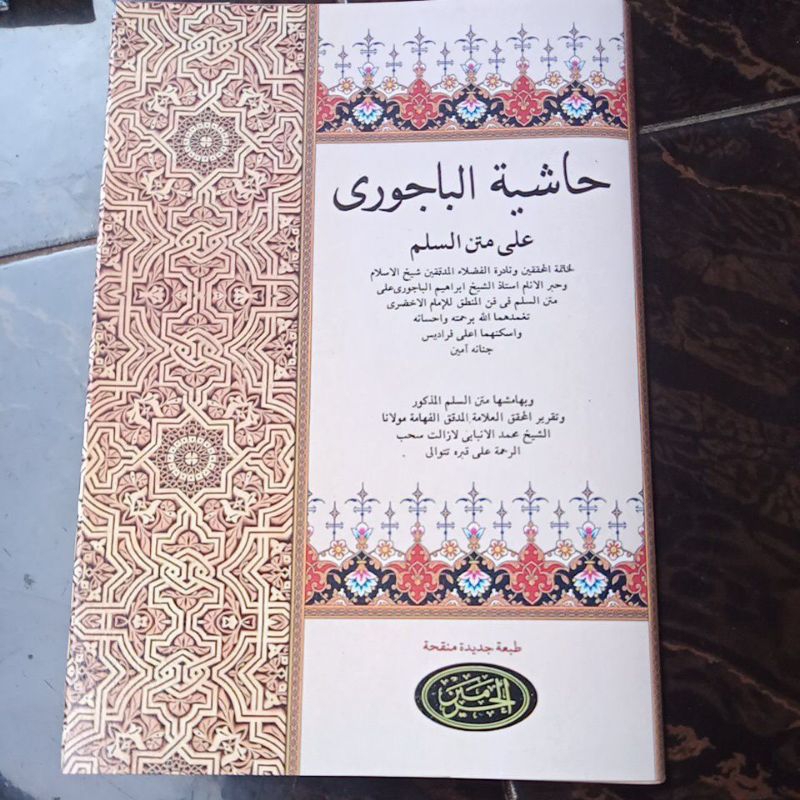 حاشية الباجورى
على متن السلم
لخاتمة المحققين ونادرة الفضلاء المدققين شيخ الاسلام
وحبر الانام استاذ الشيخ ابراهيم الباجورى على
متن السلم فى فن المنطق للإمام الاخضرى
تغمدهما الله برحمته واحسانه
واسكنهما اعلى فراديس
جنانه آمين
وبهامشها متن السلم المذكور
وتقرير المحقق العلامة المدقق الفهامة مولانا
الشيخ محمد الانبابى لازالت سحب
الرحمة على قبره تتوالى
طبعة جديدة منقحة
الحرمين